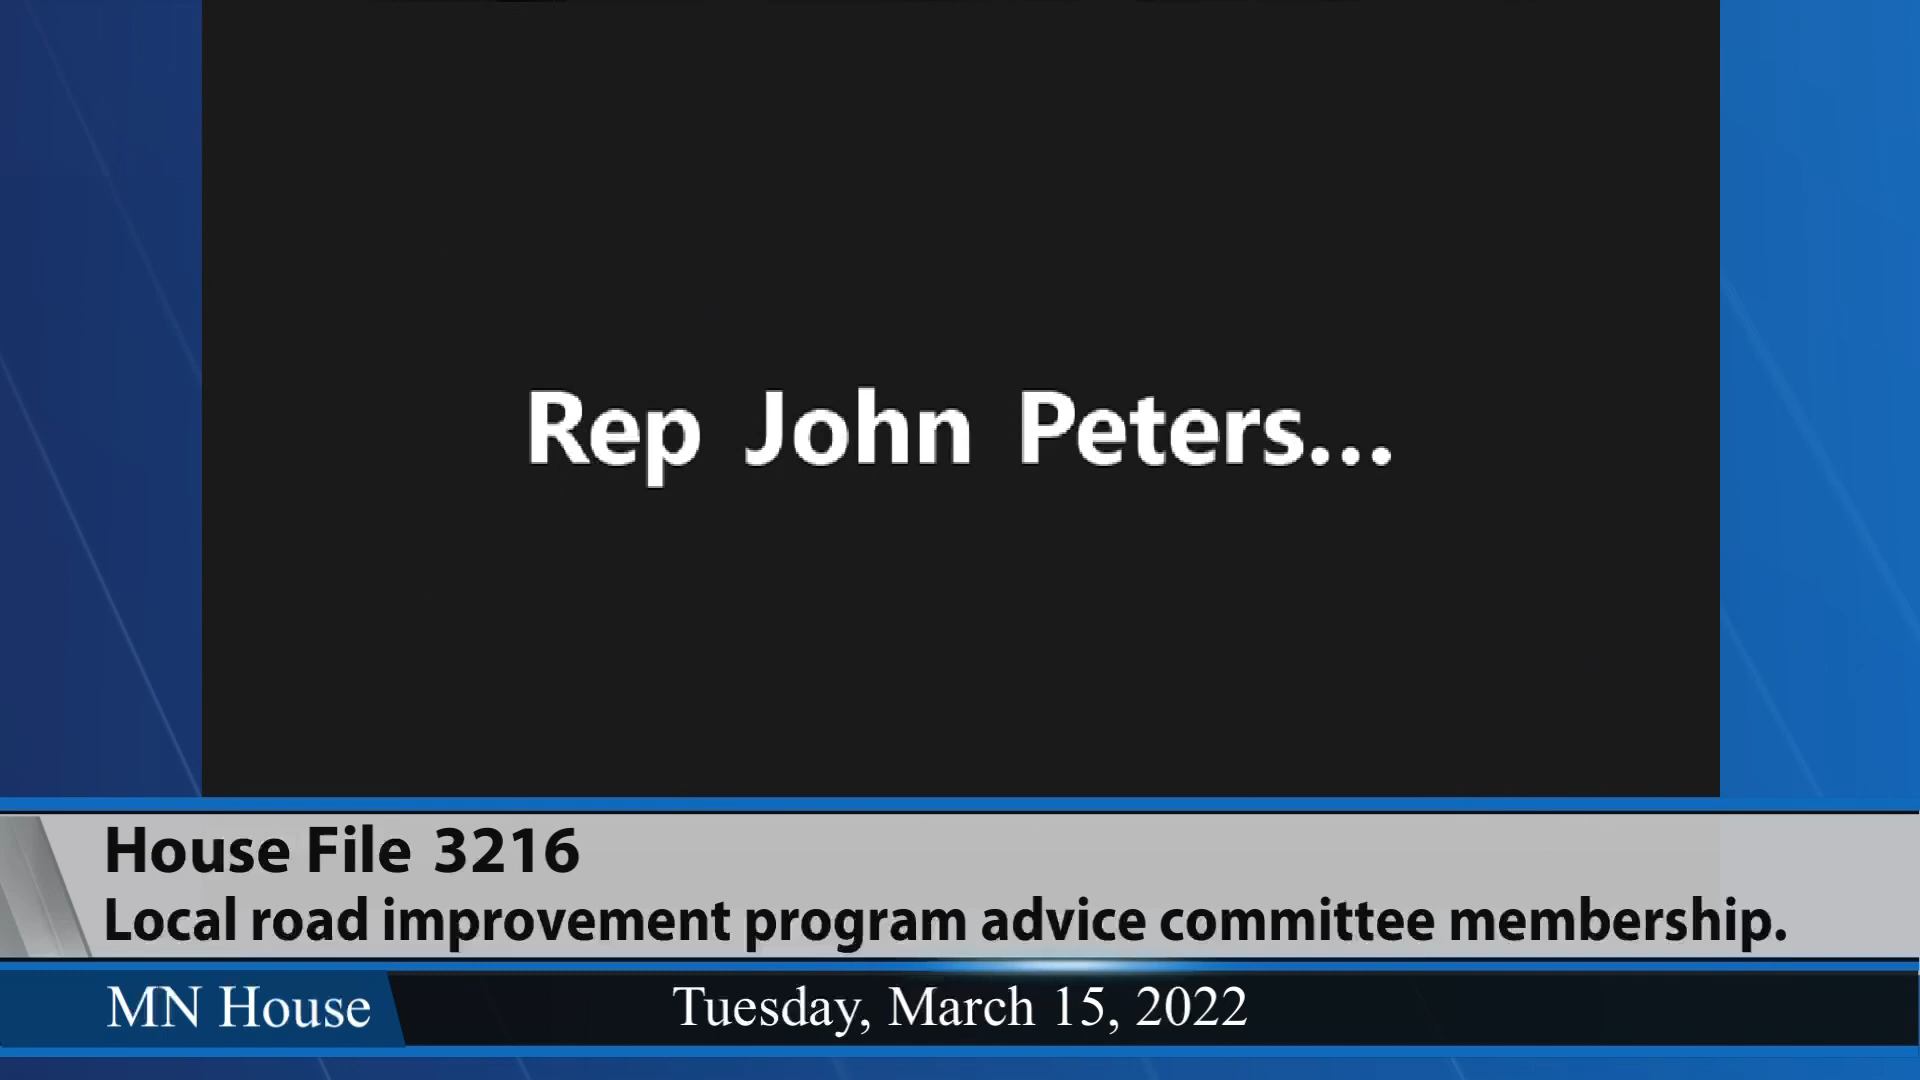 Rep John Peters...
House File 3216
Local road improvement program advice committee membership.
MN House
Tuesday, March 15, 2022